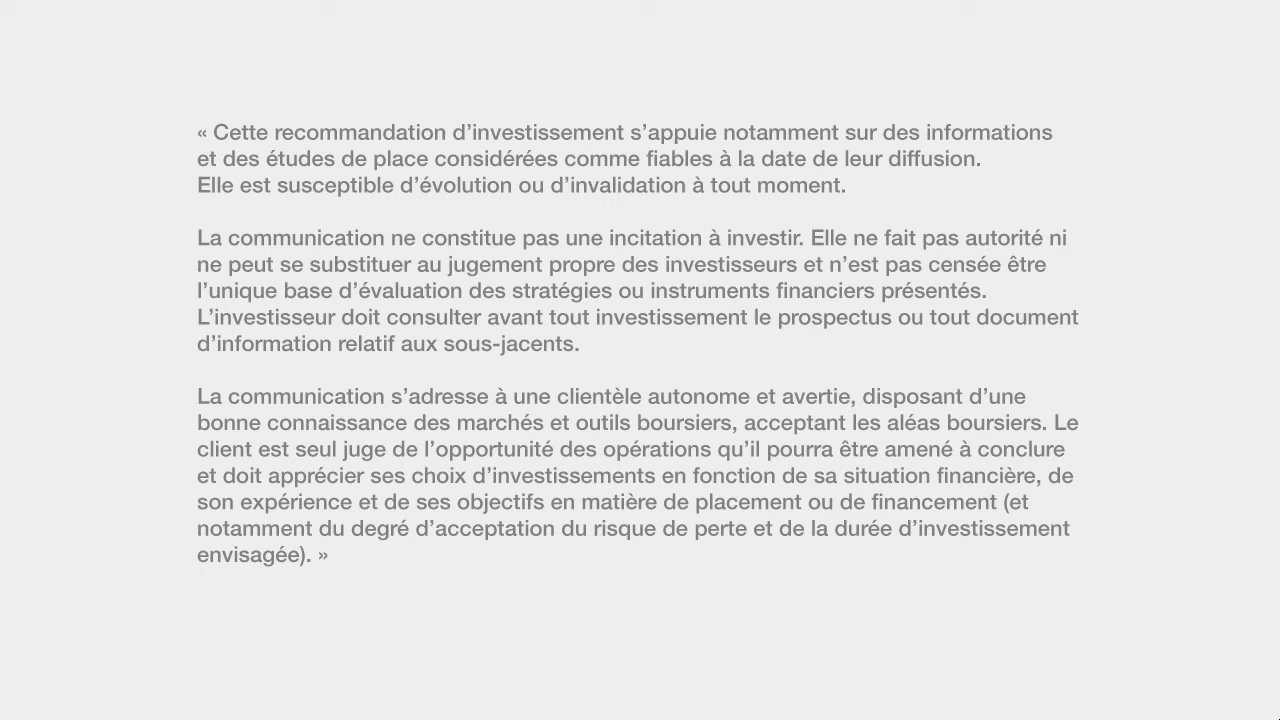 « Cette recommandation d’investissement s’appuie notamment sur des informations
et des études de place considérées comme fiables à la date de leur diffusion.
Elle est susceptible d’évolution ou d’invalidation à tout moment.
La communication ne constitue pas une incitation à investir. Elle ne fait pas autorité ni
ne peut se substituer au jugement propre des investisseurs et n’est pas censée être
l’unique base d’évaluation des stratégies ou instruments financiers présentés.
L’investisseur doit consulter avant tout investissement le prospectus ou tout document
d’information relatif aux sous-jacents.
La communication s’adresse à une clientèle autonome et avertie, disposant d’une
bonne connaissance des marchés et outils boursiers, acceptant les aléas boursiers. Le
client est seul juge de l’opportunité des opérations qu’il pourra être amené à conclure
et doit apprécier ses choix d’investissements en fonction de sa situation financière, de
son expérience et de ses objectifs en matière de placement ou de financement (et
notamment du degré d’acceptation du risque de perte et de la durée d’investissement
envisagée). »